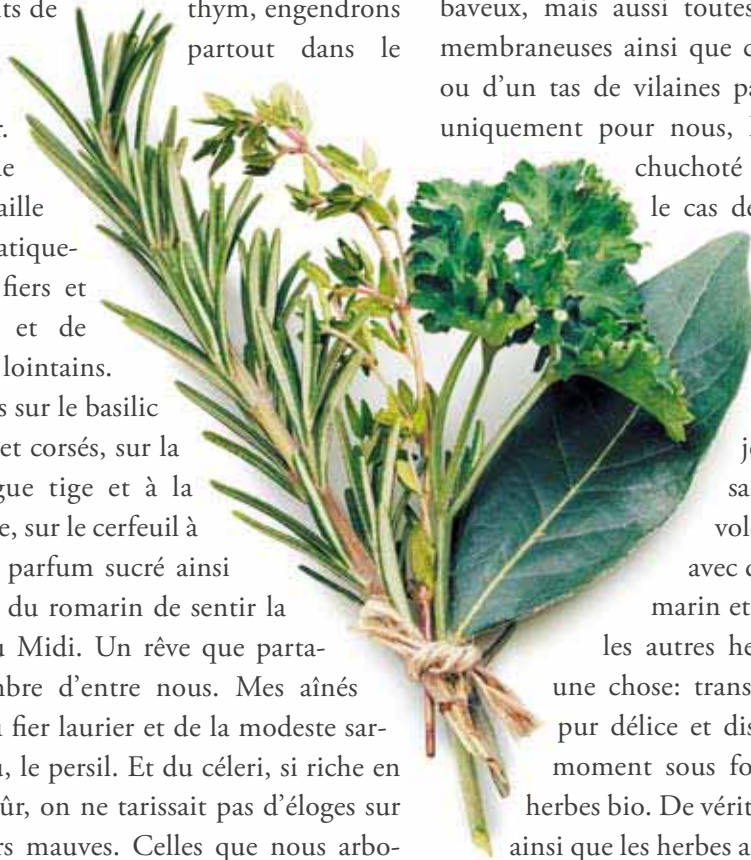 nts de
thym, engendrons
partout dans le
r.
aille
atique-
fiers et
et de
lointains.
s sur le basilic
et corsés, sur la
gue tige et à la
e, sur le cerfeuil à
parfum sucré ainsi
du romarin de sentir la
u Midi. Un rêve que parta-
mbre d'entre nous. Mes aînés
u fier laurier et de la modeste sar-
u, le persil. Et du céleri, si riche en
ûr, on ne tarissait pas d'éloges sur
rs mauves. Celles que nous arbo-
baveux, mais aussi toutes
membraneuses ainsi que
ou d'un tas de vilaines pa
uniquement pour nous,
chuchoté
le cas de
sa
vol
avec
marin et
les autres he
une chose: trans
pur délice et dis
moment sous fo
herbes bio. De vérit
ainsi que les herbes a